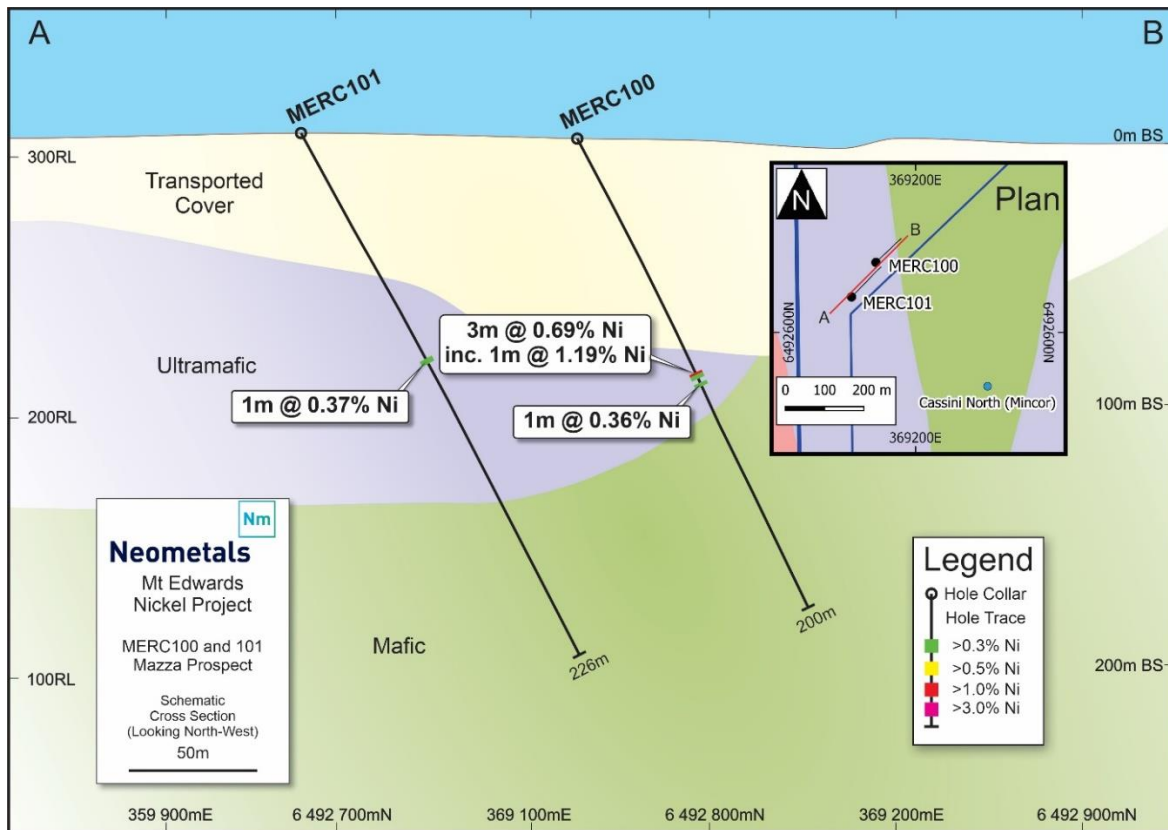 A
B
MERC101
MERC100
0m BS
300RL
Transported
Cover
369200E
Plan
N
B
MERC100
MERC101
A
6492600N
6492600N
0 100 200 m
Cassini North (Mincor)
369200E
3m @ 0.69% Ni
inc. 1m @ 1.19% Ni
Ultramafic
1m @ 0.37% Ni
1m @ 0.36% Ni
200RL
100m BS
Nm
Neometals
Mt Edwards
Nickel Project
MERC100 and 101
Mazza Prospect
Schematic
Cross Section
(Looking North-West)
50m
Legend
Hole Collar
Hole Trace
>0.3% Ni
>0.5% Ni
>1.0% Ni
>3.0% Ni
200m
226m
Mafic
200m BS
100RL
359 900mE
6 492 700mN
369 100mE
6 492 800mN
369 200mE
6 492 900mN